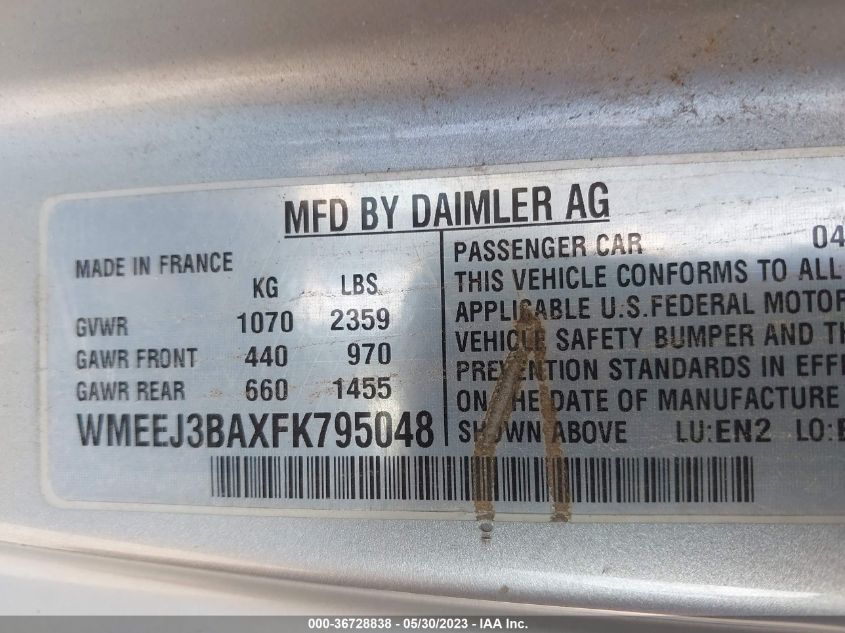 MFD BY DAIMLER AG
MADE IN FRANCE
KG LBS
GVWR 1070 2359
GAWR FRONT 440 970
GAWR REAR 660 1455
WMEEJ3BAXFK795048
PASSENGER CAR 04
THIS VEHICLE CONFORMS TO ALL
APPLICABLE U.S.FEDERAL MOTOR
VEHICLE SAFETY BUMPER AND TH
PREVENTION STANDARDS IN EFFE
ON THE DATE OF MANUFACTURE
SHOWN ABOVE LU:EN2 LO:E
000-36728838 - 05/30/2023 - IAA Inc.